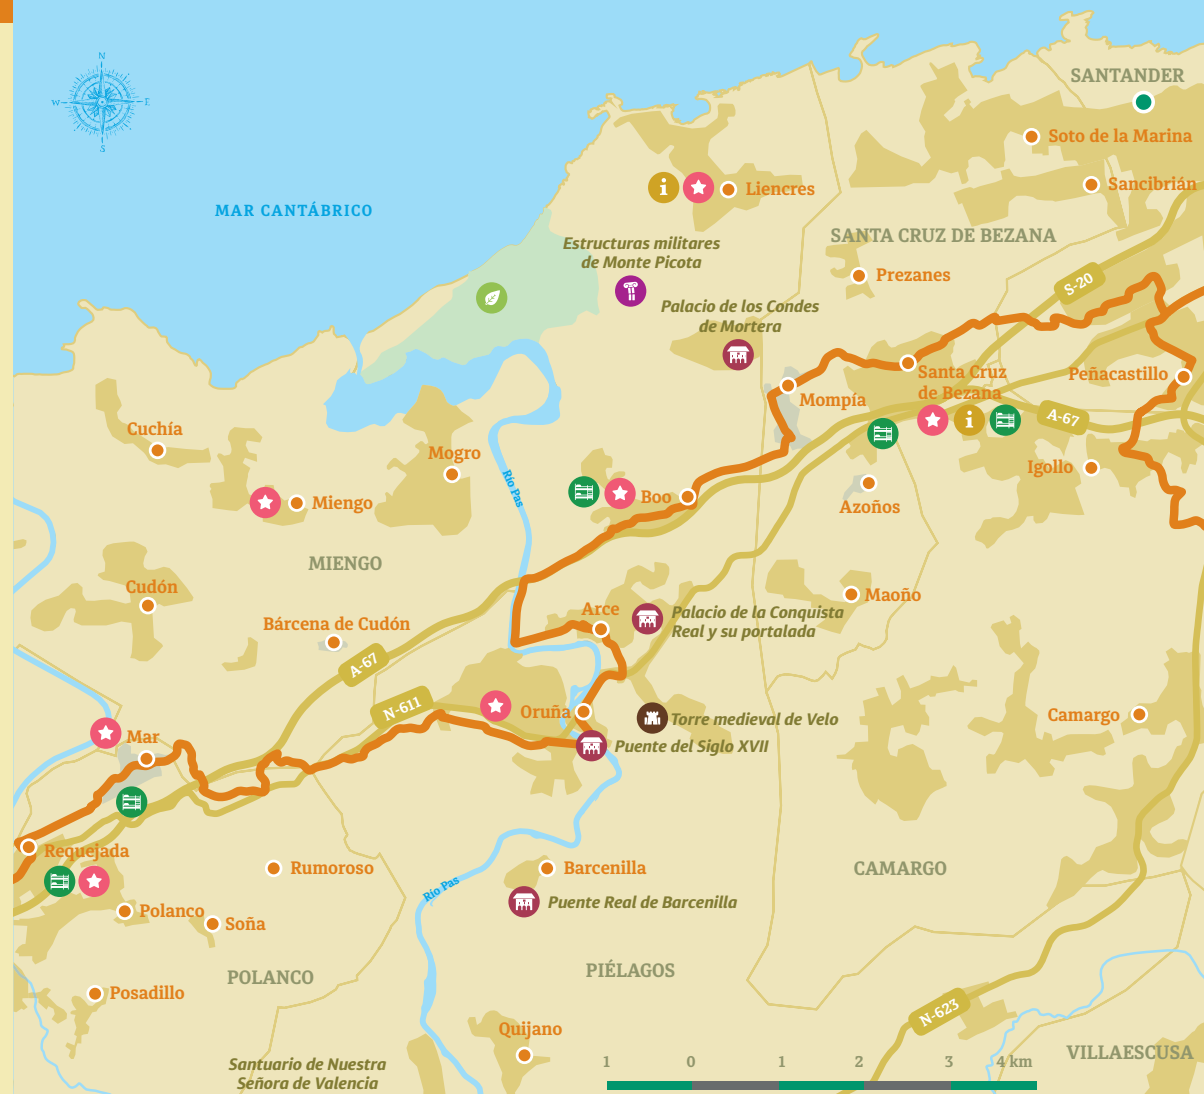 N
W
E
S
SANTANDER
Soto de la Marina
Sancibrián
i
Liencres
MAR CANTÁBRICO
SANTA CRUZ DE BEZANA
Estructuras militares
de Monte Picota
Prezanes
S-20
Palacio de los Condes
de Mortera
Santa Cruz
de Bezana
Peñacastillo
Mompía
i
A-67
Cuchía
Mogro
Igollo
Río Pas
Miengo
Boo
Azoños
MIENGO
Cudón
Maoño
Arce
Palacio de la Conquista
Real y su portalada
Bárcena de Cudón
A-67
N-611
Oruña
Torre medieval de Velo
Camargo
Mar
Puente del Siglo XVII
Requejada
Rumoroso
Barcenilla
CAMARGO
Río Pas
Puente Real de Barcenilla
Polanco
Soña
POLANCO
PIÉLAGOS
Posadillo
N-623
Quijano
VILLAESCUSA
Santuario de Nuestra
Señora de Valencia
1 0 1 2 3 4 km